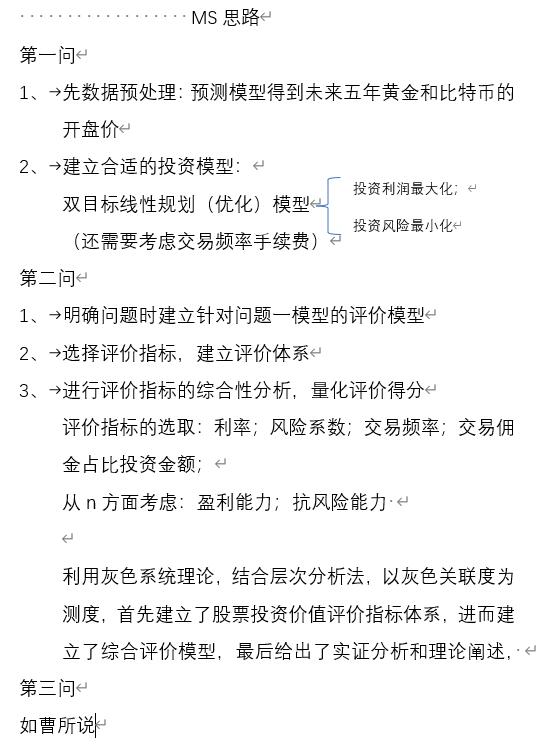 MS 思路
第一问
1、先数据预处理：预测模型得到未来五年黄金和比特币的
开盘价
2、建立合适的投资模型：
双目标线性规划（优化）模型
投资利润最大化；
投资风险最小化
（还需要考虑交易频率手续费）
第二问
1、明确问题时建立针对问题一模型的评价模型
2、选择评价指标，建立评价体系
3、进行评价指标的综合性分析，量化评价得分
评价指标的选取：利率；风险系数；交易频率；交易佣
金占比投资金额；
从 n 方面考虑：盈利能力；抗风险能力
利用灰色系统理论，结合层次分析法，以灰色关联度为
测度，首先建立了股票投资价值评价指标体系，进而建
立了综合评价模型，最后给出了实证分析和理论阐述，
第三问
如曹所说